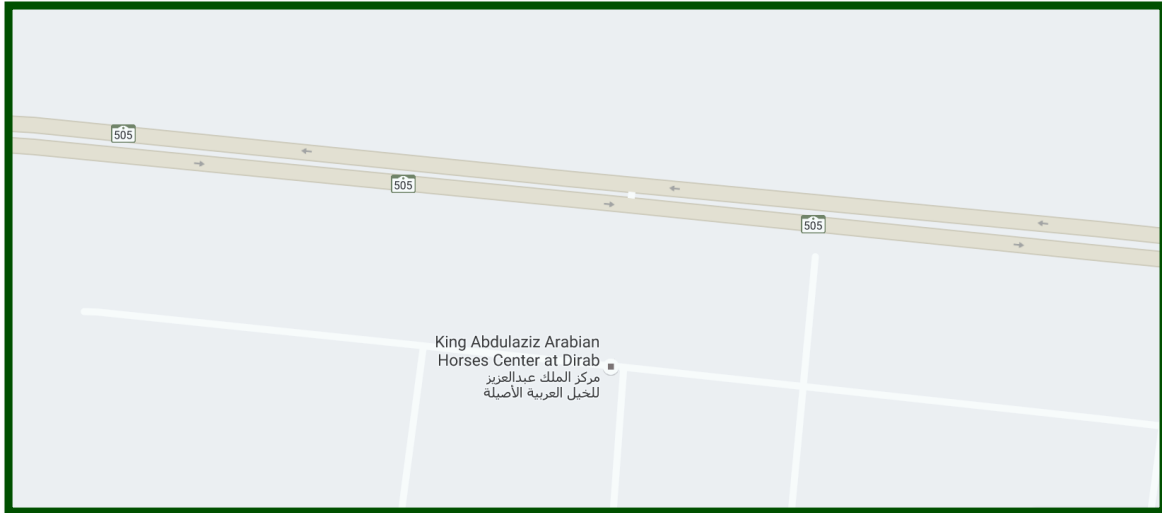 505
505
505
King Abdulaziz Arabian
Horses Center at Dirab
مركز الملك عبدالعزيز
للخيل العربية الأصيلة